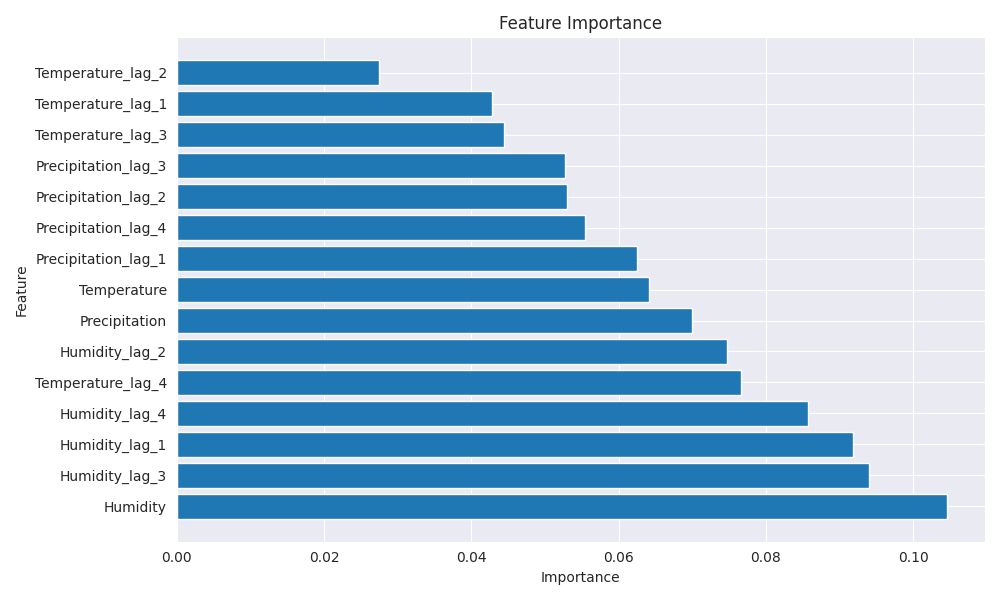 Feature Importance
Feature
Temperature_lag_2
Temperature_lag_1
Temperature_lag_3
Precipitation_lag_3
Precipitation_lag_2
Precipitation_lag_4
Precipitation_lag_1
Temperature
Precipitation
Humidity_lag_2
Temperature_lag_4
Humidity_lag_4
Humidity_lag_1
Humidity_lag_3
Humidity
0.00 0.02 0.04 0.06 0.08 0.10
Importance